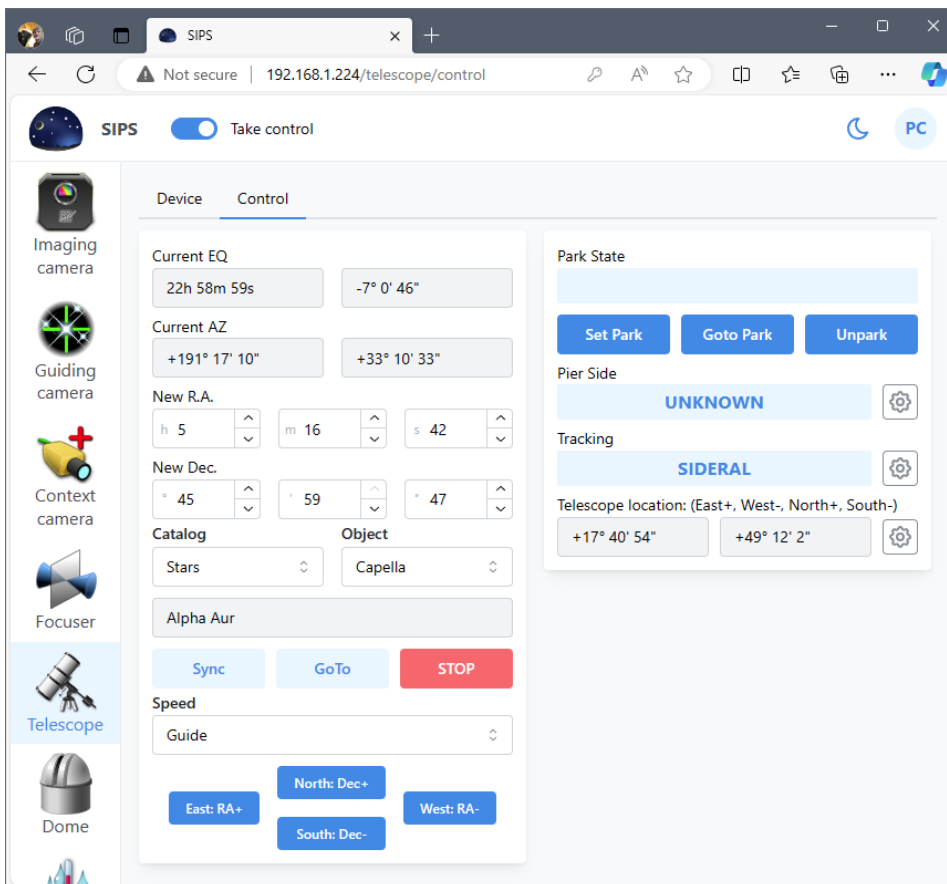 SIPS
Not secure | 192.168.1.224/telescope/control
SIPS Take control PC
Imaging camera
Guiding camera
Context camera
Focuser
Telescope
Dome
Device Control
Current EQ
22h 58m 59s -7° 0' 46"
Current AZ
+191° 17' 10" +33° 10' 33"
New R.A.
h 5 m 16 s 42
New Dec.
° 45 ' 59 " 47
Catalog Object
Stars Capella
Alpha Aur
Sync GoTo STOP
Speed
Guide
North: Dec+
East: RA+ West: RA-
South: Dec-
Park State
Set Park Goto Park Unpark
Pier Side
UNKNOWN
Tracking
SIDERAL
Telescope location: (East+, West-, North+, South-)
+17° 40' 54" +49° 12' 2"